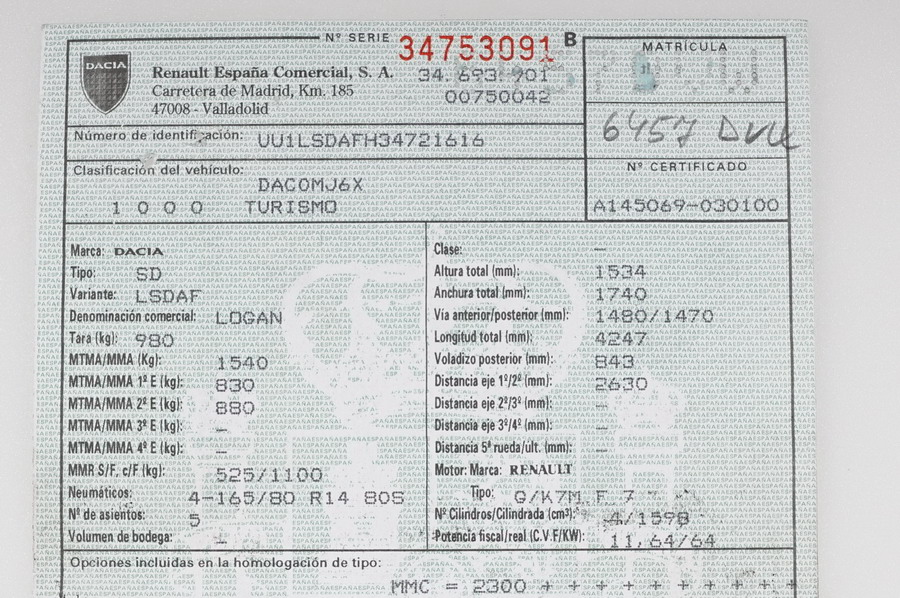 Nº SERIE 34753091 B
DACIA
Renault España Comercial, S. A. 34 693 901
Carretera de Madrid, Km. 185 00750042
47008 - Valladolid
MATRÍCULA
6457
Número de identificación: UU1LSDAFH34721616
Nº CERTIFICADO
A145069-030100
Clasificación del vehículo:
DACOMJ6X
1000 TURISMO
Marca: DACIA
Tipo: SD
Variante: LSDAF
Denominación comercial: LOGAN
Tara (kg): 980
MTMA/MMA (Kg): 1540
MTMA/MMA 1º E (kg): 830
MTMA/MMA 2º E (kg): 880
MTMA/MMA 3º E (kg): —
MTMA/MMA 4º E (kg): —
MMR S/F. c/F (kg): 525/1100
Neumáticos: 4-165/80 R14 80S
Nº de asientos: 5
Volumen de bodega: —
Clase: —
Altura total (mm): 1534
Anchura total (mm): 1740
Vía anterior/posterior (mm): 1480/1470
Longitud total (mm): 4247
Voladizo posterior (mm): 843
Distancia eje 1º/2º (mm): 2630
Distancia eje 2º/3º (mm): —
Distancia eje 3º/4º (mm): —
Distancia 5ª rueda/ult. (mm): —
Motor: Marca: RENAULT
Tipo: G/K7M F 7
Nº Cilindros/Cilindrada (cm³): 4/1598
Potencia fiscal/real (C.V.F/KW): 11,64/64
Opciones incluidas en la homologación de tipo:
MMC = 2300 + + + + + + + + + +